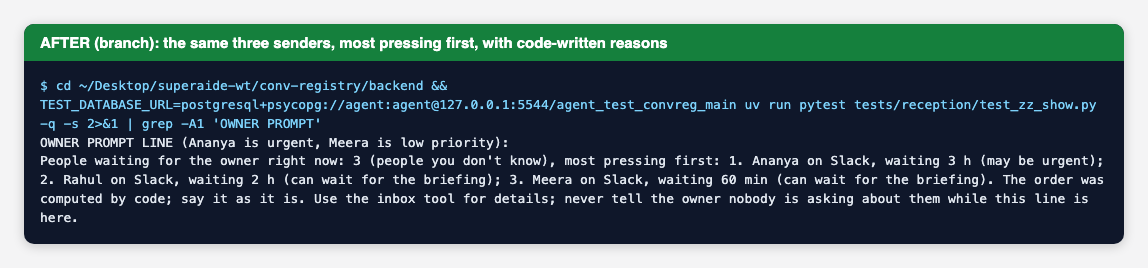 AFTER (branch): the same three senders, most pressing first, with code-written reasons
$ cd ~/Desktop/superaide-wt/conv-registry/backend &&
TEST_DATABASE_URL=postgresql+psycopg://agent:agent@127.0.0.1:5544/agent_test_convreg_main uv run pytest tests/reception/test_zz_show.py
-q -s 2>&1 | grep -A1 'OWNER PROMPT'
OWNER PROMPT LINE (Ananya is urgent, Meera is low priority):
People waiting for the owner right now: 3 (people you don't know), most pressing first: 1. Ananya on Slack, waiting 3 h (may be urgent);
2. Rahul on Slack, waiting 2 h (can wait for the briefing); 3. Meera on Slack, waiting 60 min (can wait for the briefing). The order was
computed by code; say it as it is. Use the inbox tool for details; never tell the owner nobody is asking about them while this line is
here.